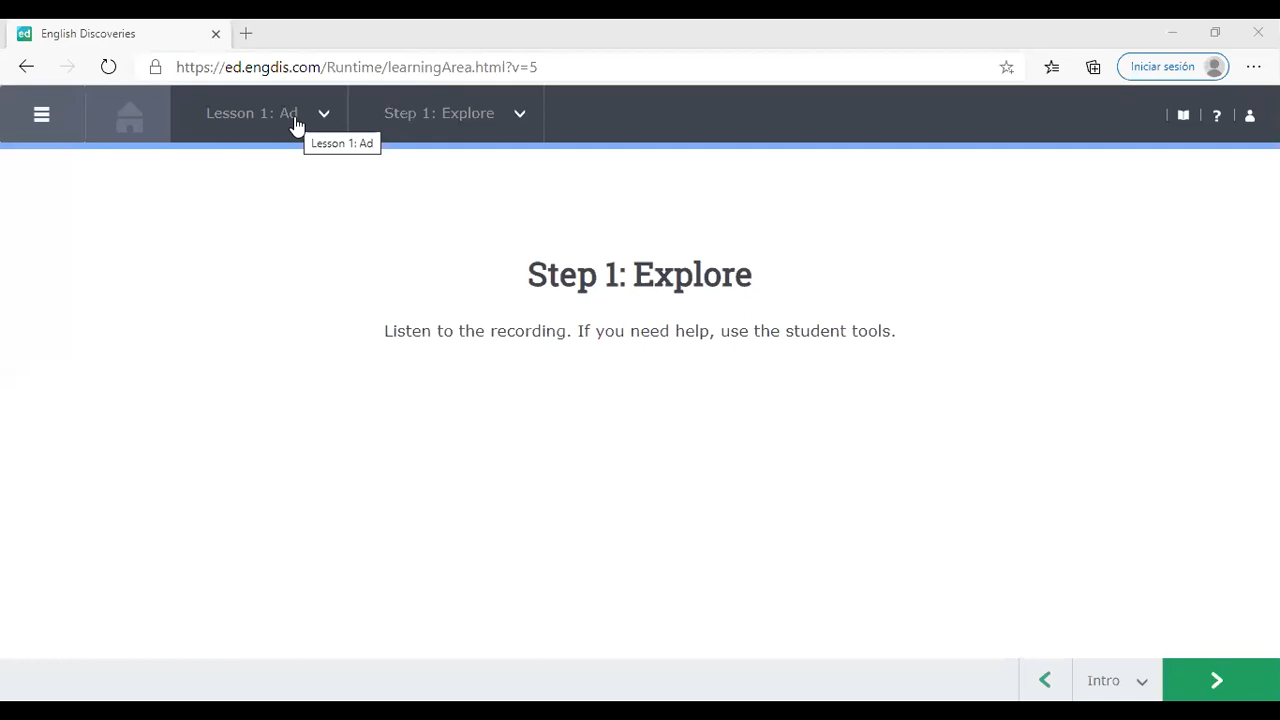 ed English Discoveries
https://ed.engdis.com/Runtime/learningArea.html?v=5
Iniciar sesión
Lesson 1: Ad
Step 1: Explore
?
Lesson 1: Ad
Step 1: Explore
Listen to the recording. If you need help, use the student tools.
Intro